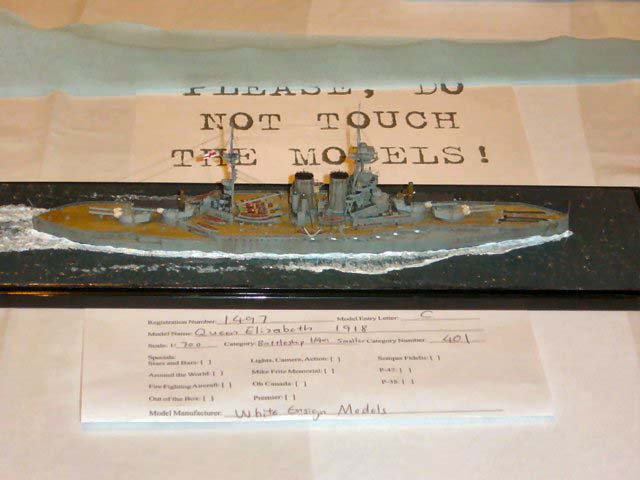 PLEASE, DO
NOT TOUCH
THE MODELS!
Registration Number: 1497 Model Entry Letter: C
Model Name: Queen Elizabeth 1918
Scale: 1:700 Category: Battleship 1/400 Smaller Category Number: 401
Specials:
Stars and Bars: [ ] Lights, Camera, Action: [ ] Semper Fidelis: [ ]
Around the World: [ ] Mike Fritz Memorial: [ ] P-47: [ ]
Fire Fighting Aircraft: [ ] Oh Canada: [ ] P-38: [ ]
Out of the Box: [ ] Premier: [ ]
Model Manufacturer: White Ensign Models